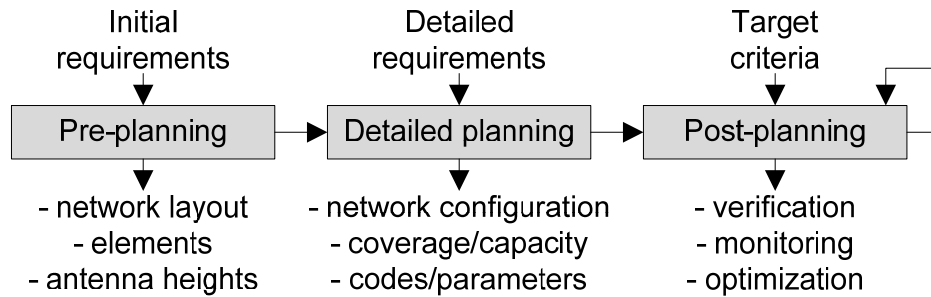 Initial
requirements
Detailed
requirements
Target
criteria
Pre-planning
Detailed planning
Post-planning
- network layout
- elements
- antenna heights
- network configuration
- coverage/capacity
- codes/parameters
- verification
- monitoring
- optimization